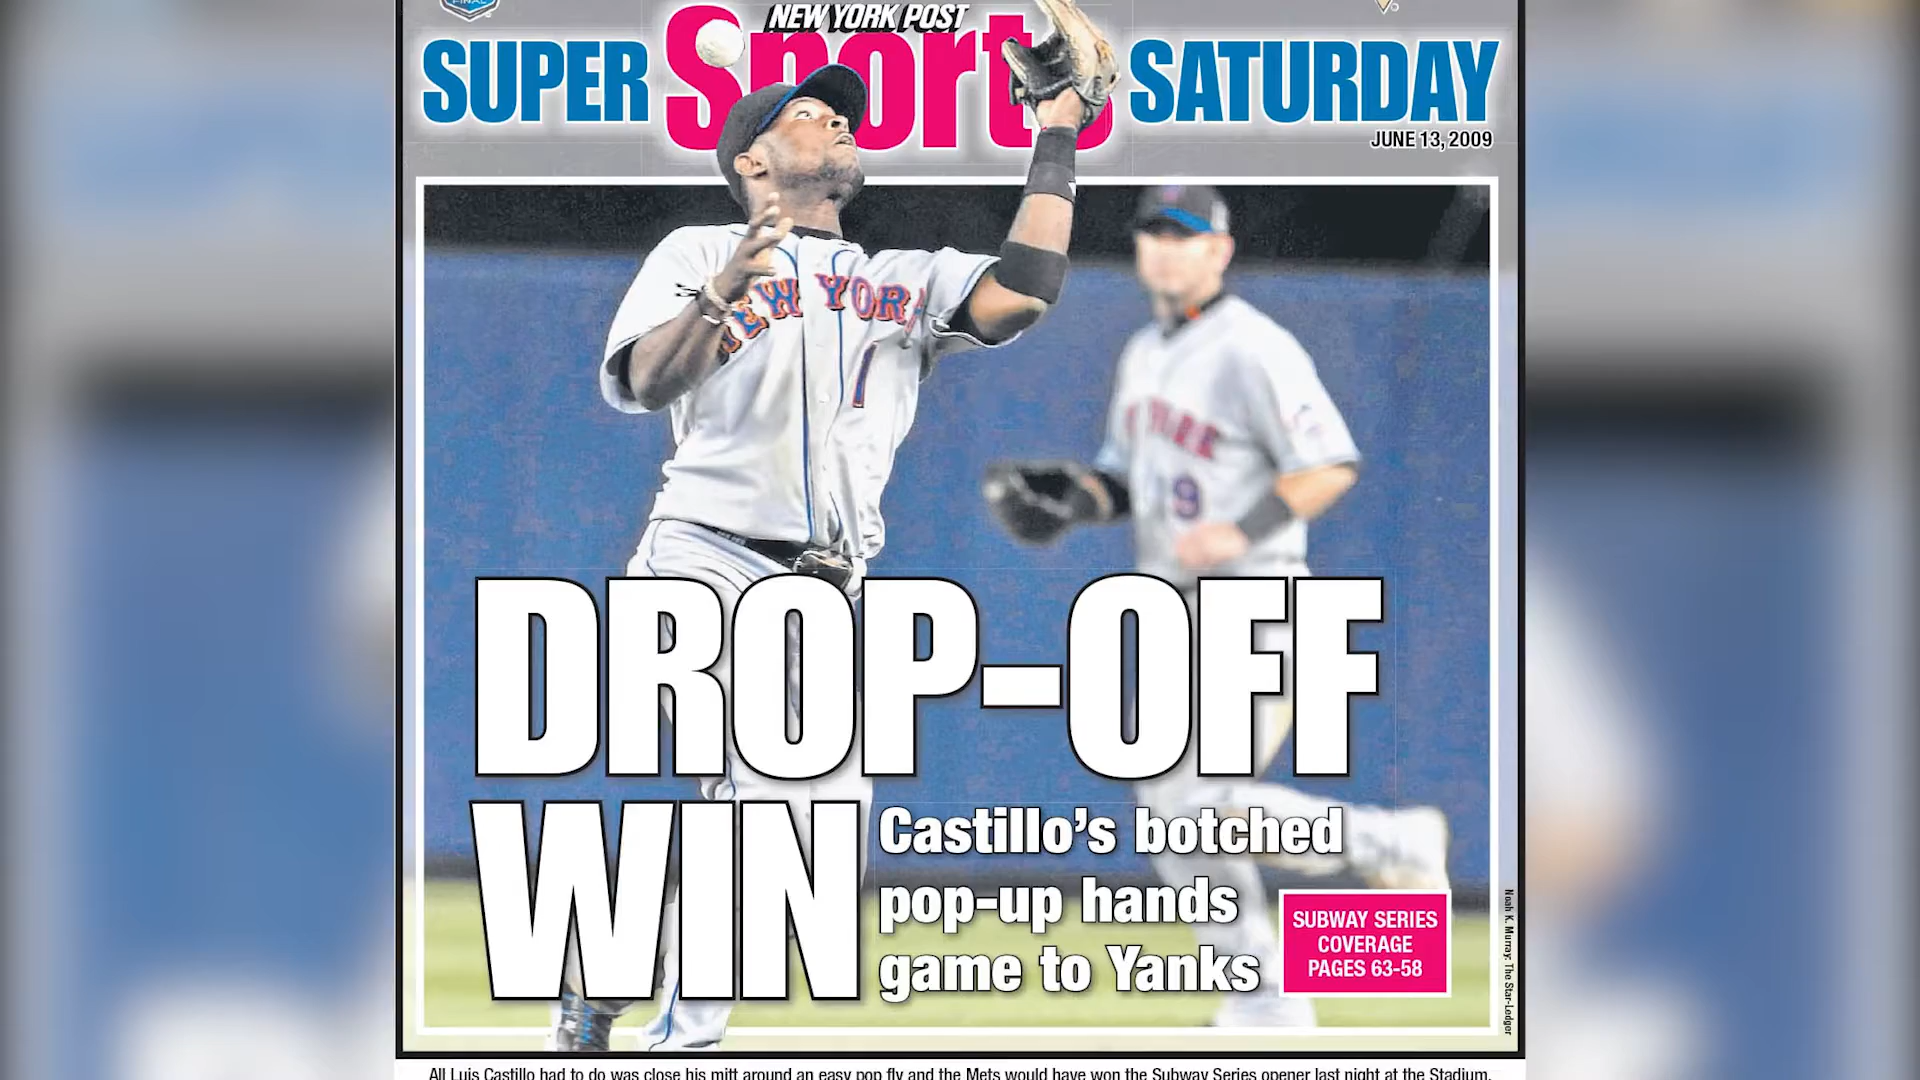 FINAL
NEW YORK POST
SUPER Sports SATURDAY
JUNE 13, 2009
NEW YORK
1
YORK
9
DROP-OFF
WIN
Castillo's botched
pop-up hands
game to Yanks
SUBWAY SERIES
COVERAGE
PAGES 63-58
Noah K. Murray; The Star-Ledger
All Luis Castillo had to do was close his mitt around an easy pop fly and the Mets would have won the Subway Series opener last night at the Stadium.